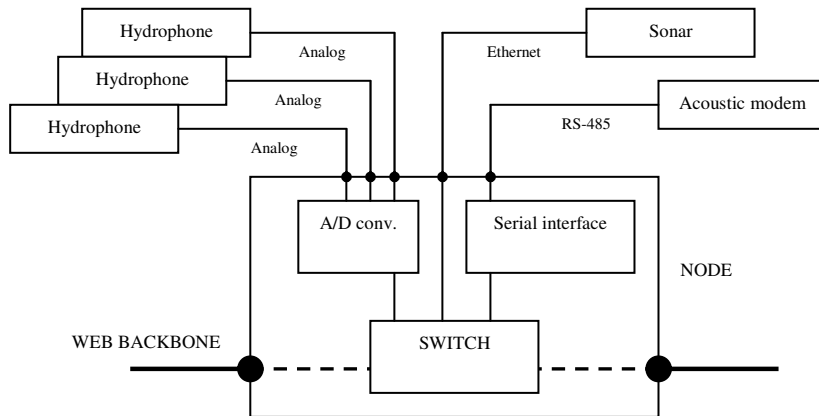 Hydrophone
Sonar
Analog
Ethernet
Hydrophone
Analog
Acoustic modem
Hydrophone
RS-485
Analog
A/D conv.
Serial interface
NODE
WEB BACKBONE
SWITCH